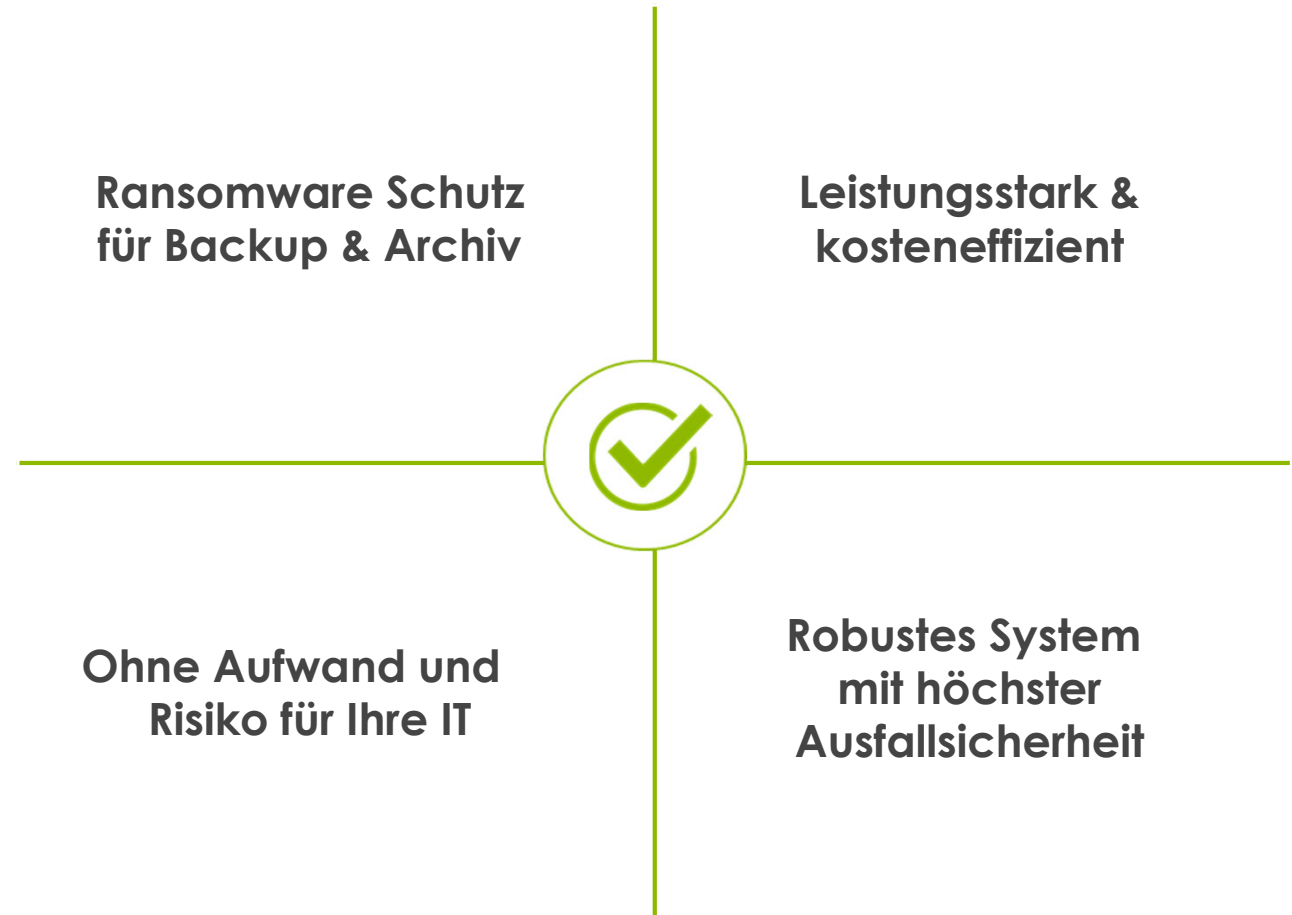 Ransomware Schutz
für Backup & Archiv
Leistungsstark &
kosteneffizient
Ohne Aufwand und
Risiko für Ihre IT
Robustes System
mit höchster
Ausfallsicherheit